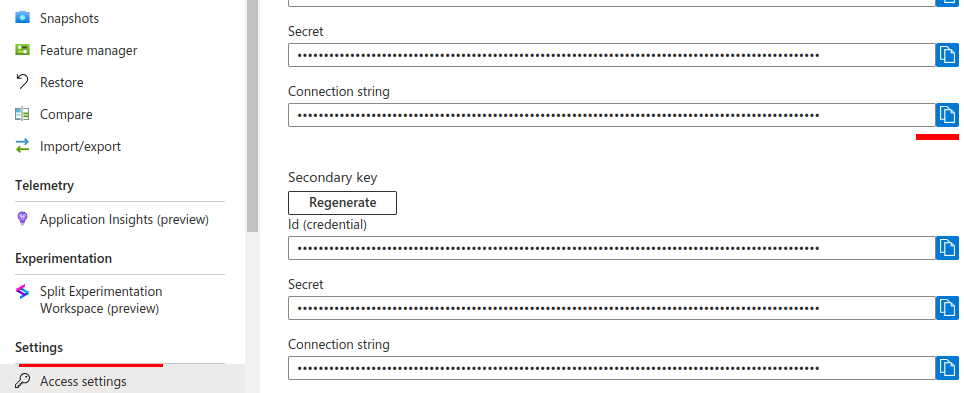 Snapshots
Feature manager
Restore
Compare
Import/export
Telemetry
Application Insights (preview)
Experimentation
Split Experimentation
Workspace (preview)
Settings
Access settings
Secret
••••••••••••••••••••••••••••••••••••••••••••••••••••••••••••••••••••••••••••••••••••••••••••••••••••
Connection string
••••••••••••••••••••••••••••••••••••••••••••••••••••••••••••••••••••••••••••••••••••••••••••••••••••
Secondary key
Regenerate
Id (credential)
••••••••••••••••••••••••••••••••••••••••••••••••••••••••••••••••••••••••••••••••••••••••••••••••••••
Secret
••••••••••••••••••••••••••••••••••••••••••••••••••••••••••••••••••••••••••••••••••••••••••••••••••••
Connection string
••••••••••••••••••••••••••••••••••••••••••••••••••••••••••••••••••••••••••••••••••••••••••••••••••••